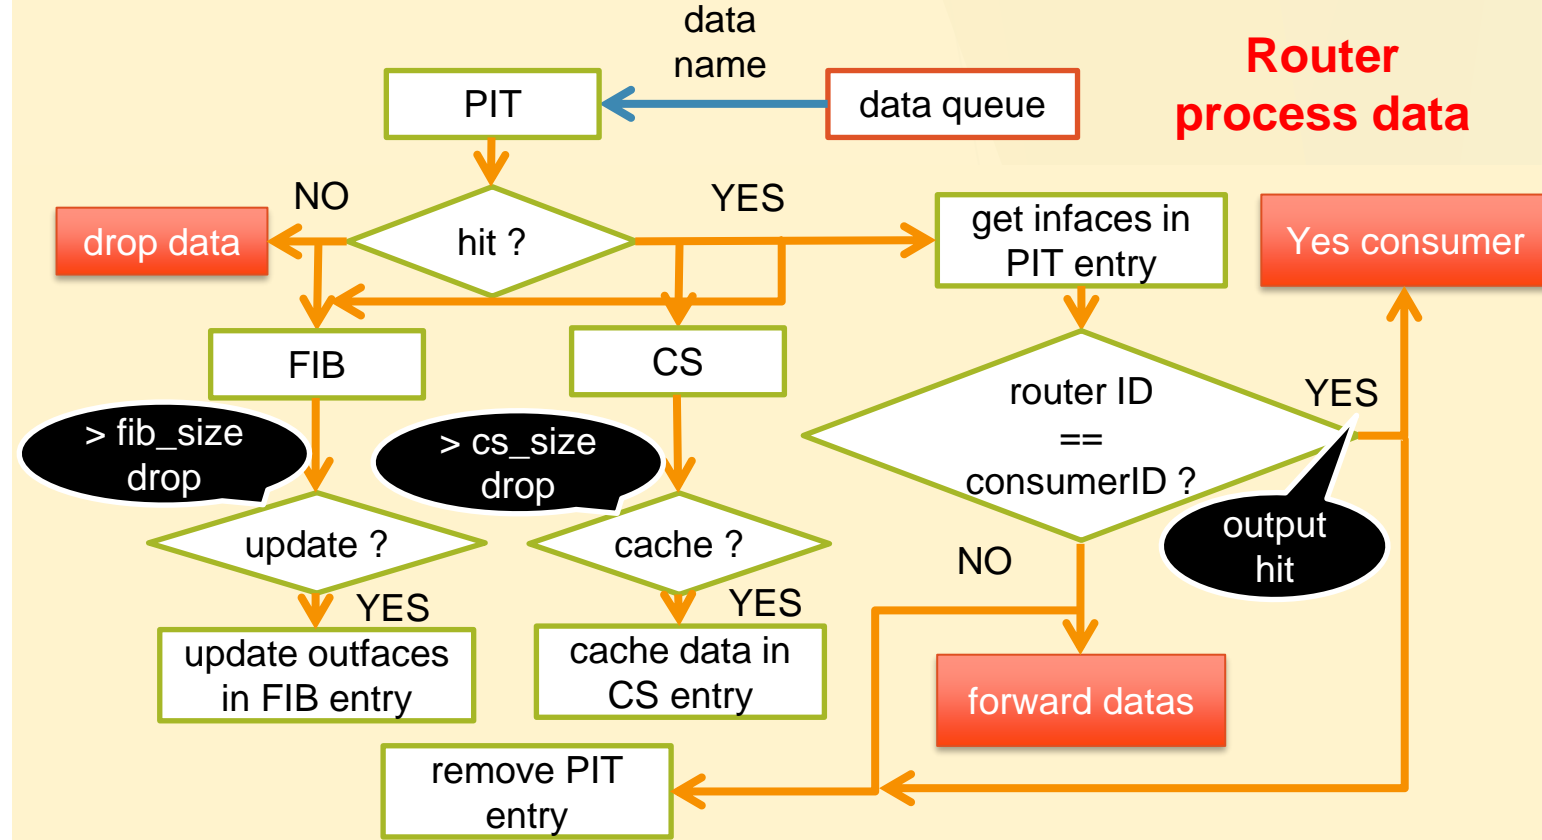 data
name
Router
process data
PIT
data queue
NO
YES
drop data
hit ?
get infaces in
PIT entry
Yes consumer
FIB
CS
router ID
==
consumerID ?
YES
> fib_size
drop
> cs_size
drop
update ?
cache ?
output
hit
NO
YES
YES
update outfaces
in FIB entry
cache data in
CS entry
forward datas
remove PIT
entry